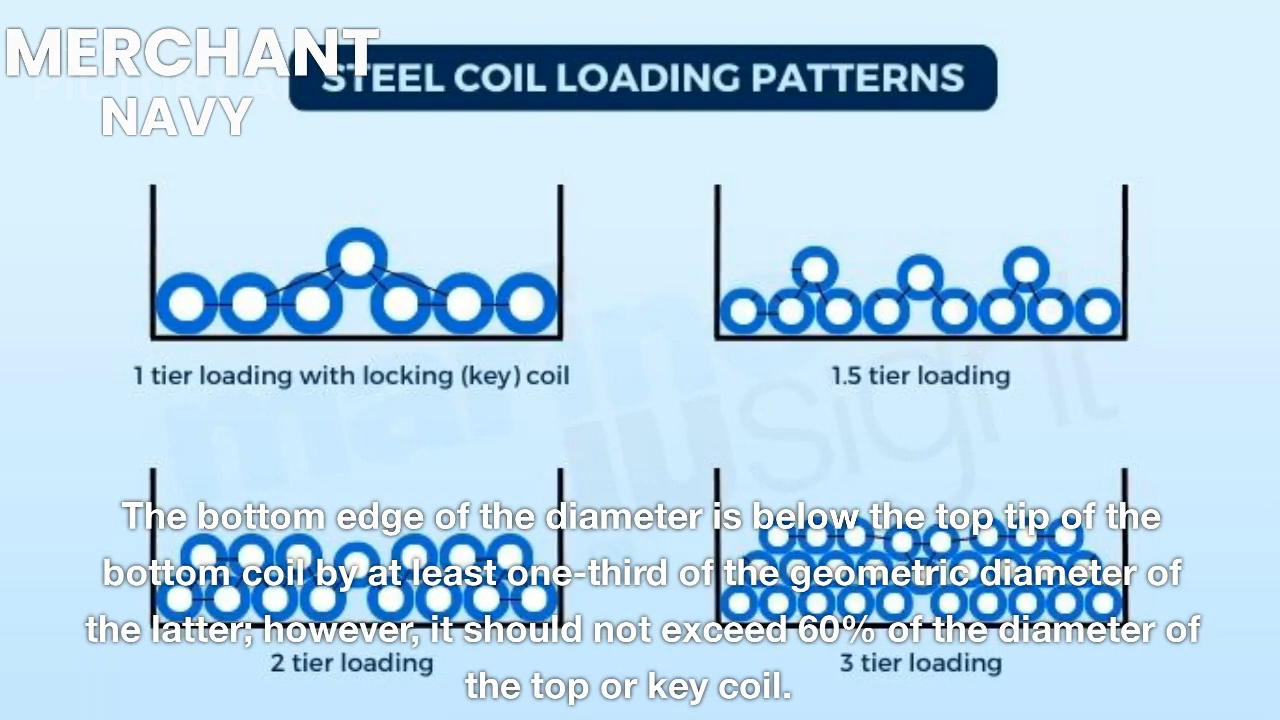 MERCHANT
NAVY
STEEL COIL LOADING PATTERNS
1 tier loading with locking (key) coil
1.5 tier loading
The bottom edge of the diameter is below the top tip of the
bottom coil by at least one-third of the geometric diameter of
the latter; however, it should not exceed 60% of the diameter of
the top or key coil.
2 tier loading
3 tier loading